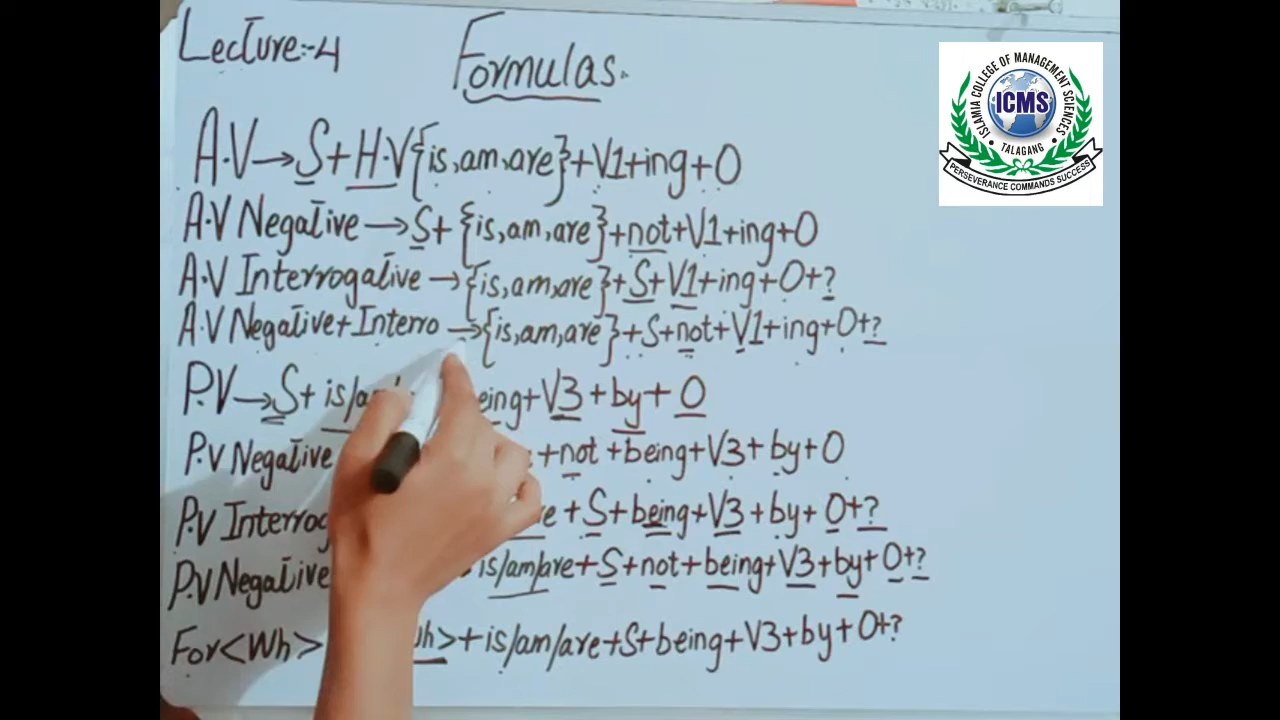 Lecture:-4
Formulas.
A.V→S+H.V{is,am,are}+V1+ing+O
A.V Negative→S+{is,am,are}+not+V1+ing+O
A.V Interrogative→{is,am,are}+S+V1+ing+O+?
A.V Negative+Interro→{is,am,are}+S+not+V1+ing+O+?
P.V→S+ is/am/ +V3+by+O
P.V Negative +not+being+V3+by+O
P.V +S+being+V3+by+O+?
P.V Negative is/am/are+S+not+being+V3+by+O+?
For<Wh> +is/am/are+S+being+V3+by+O+?
ISLAMIA COLLEGE OF MANAGEMENT SCIENCES
ICMS
TALAGANG
PERSEVERANCE COMMANDS SUCCESS